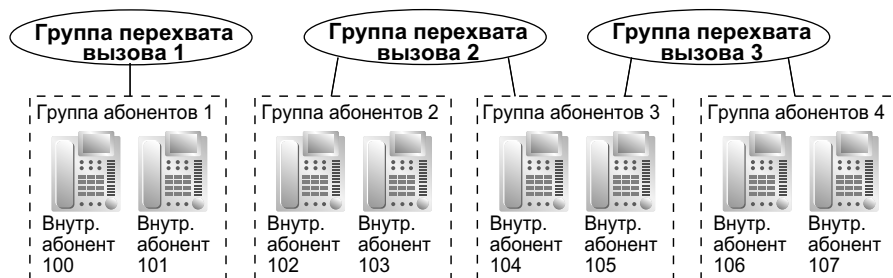 Группа перехвата
вызова 1
Группа перехвата
вызова 2
Группа перехвата
вызова 3
Группа абонентов 1
Группа абонентов 2
Группа абонентов 3
Группа абонентов 4
Внутр.
абонент
100
Внутр.
абонент
101
Внутр.
абонент
102
Внутр.
абонент
103
Внутр.
абонент
104
Внутр.
абонент
105
Внутр.
абонент
106
Внутр.
абонент
107